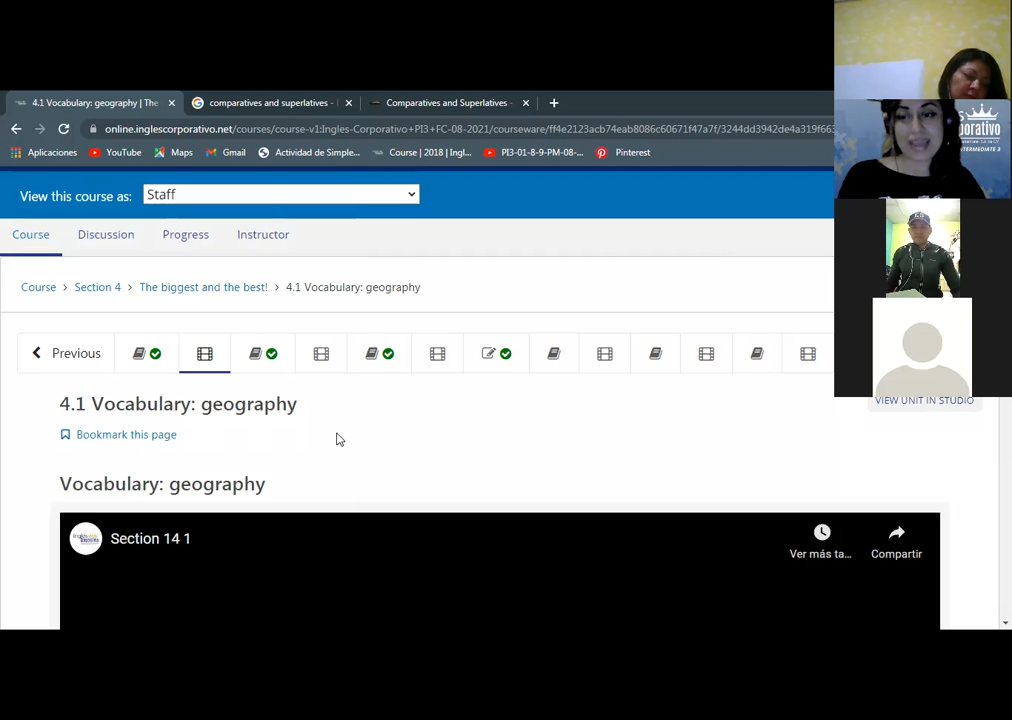 4.1 Vocabulary: geography | The
comparatives and superlatives -
Comparatives and Superlatives -
online.inglescorporativo.net/courses/course-v1:Ingles-Corporativo+PI3+FC-08-2021/courseware/ff4e2123acb74eab8086c60671f47a7f/3244dd3942de4a319f663
Aplicaciones YouTube Maps Gmail Actividad de Simple... Course | 2018 | Ingl... PI3-01-8-9-PM-08-... Pinterest
View this course as: Staff
Course Discussion Progress Instructor
Course > Section 4 > The biggest and the best! > 4.1 Vocabulary: geography
Previous
4.1 Vocabulary: geography
VIEW UNIT IN STUDIO
Bookmark this page
Vocabulary: geography
Section 14 1
Ver más ta... Compartir
S
porativo
NTERMEDIATE 3